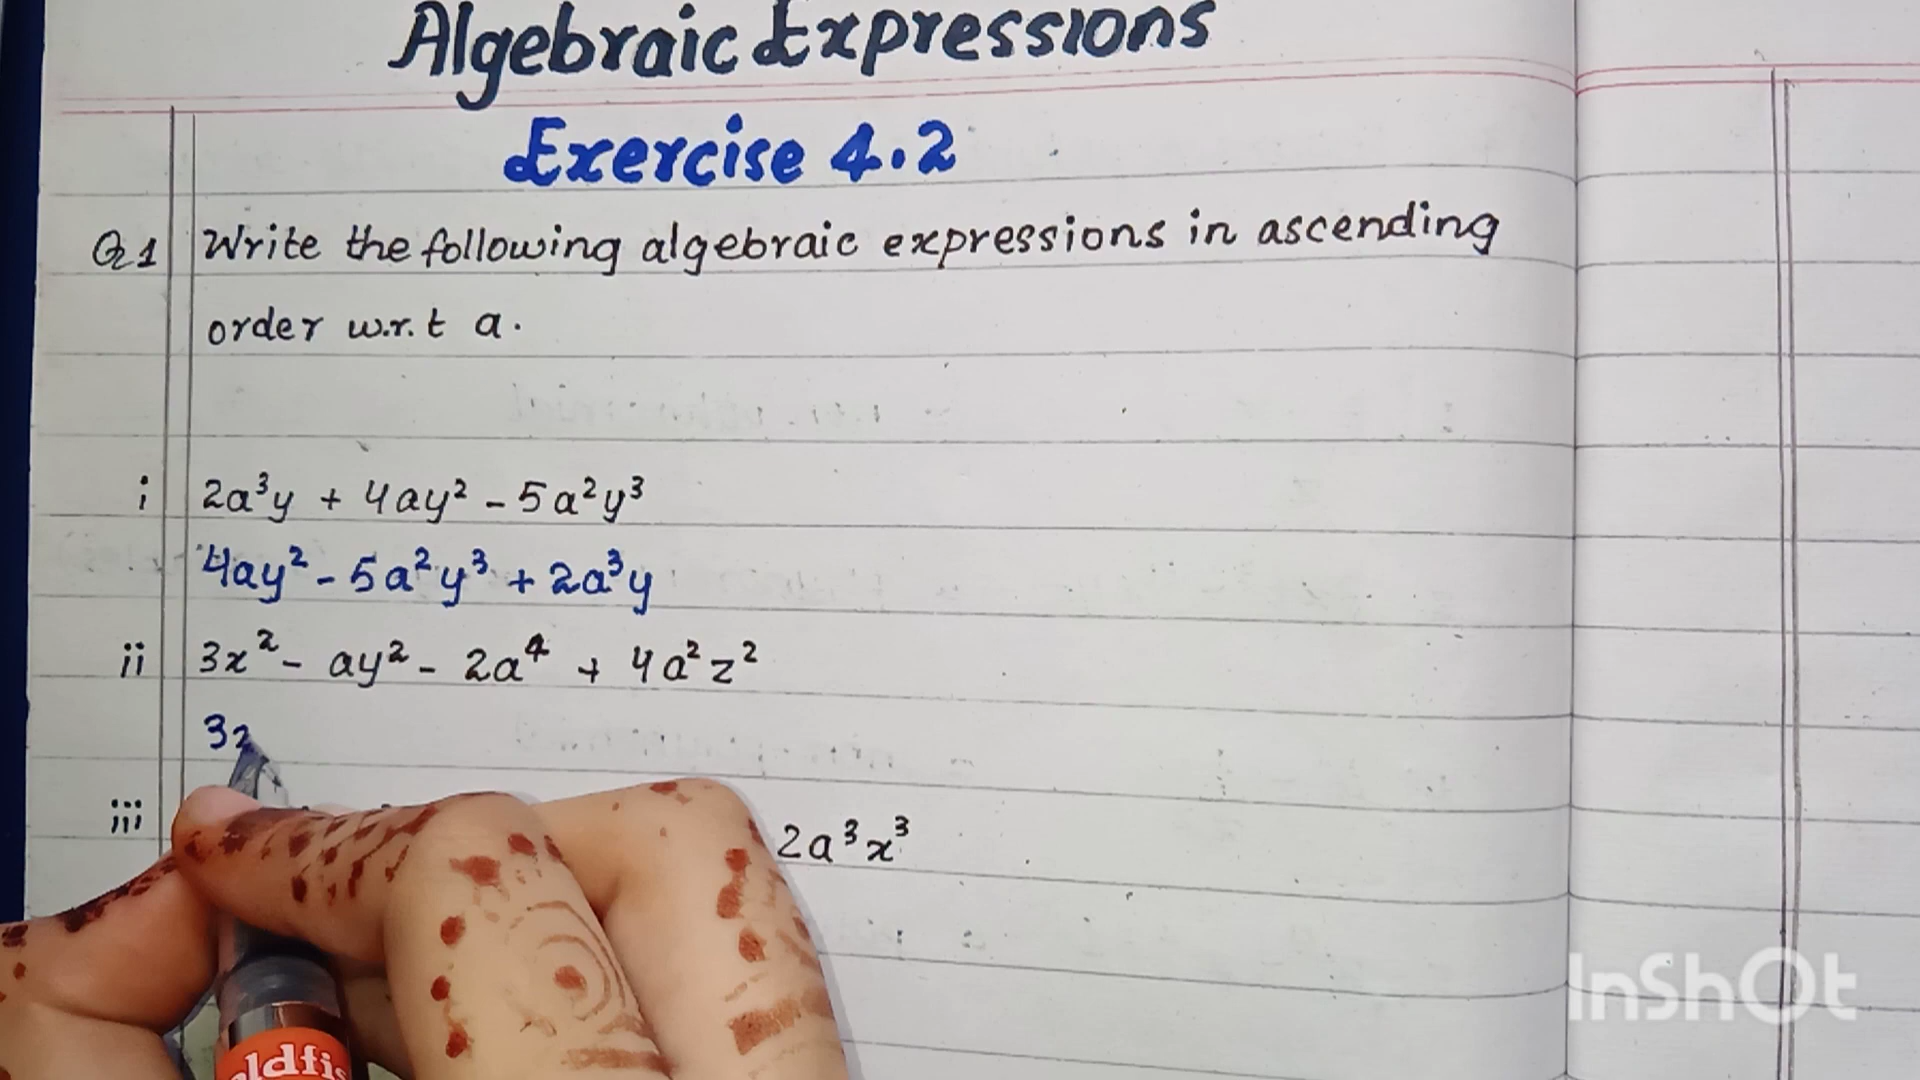 Algebraic Expressions
Exercise 4.2
Q1 Write the following algebraic expressions in ascending
order w.r.t a.
i 2a³y + 4ay² - 5a²y³
4ay² - 5a²y³ + 2a³y
ii 3x² - ay² - 2a⁴ + 4a²z²
3x
iii 2a³x³
InShOt